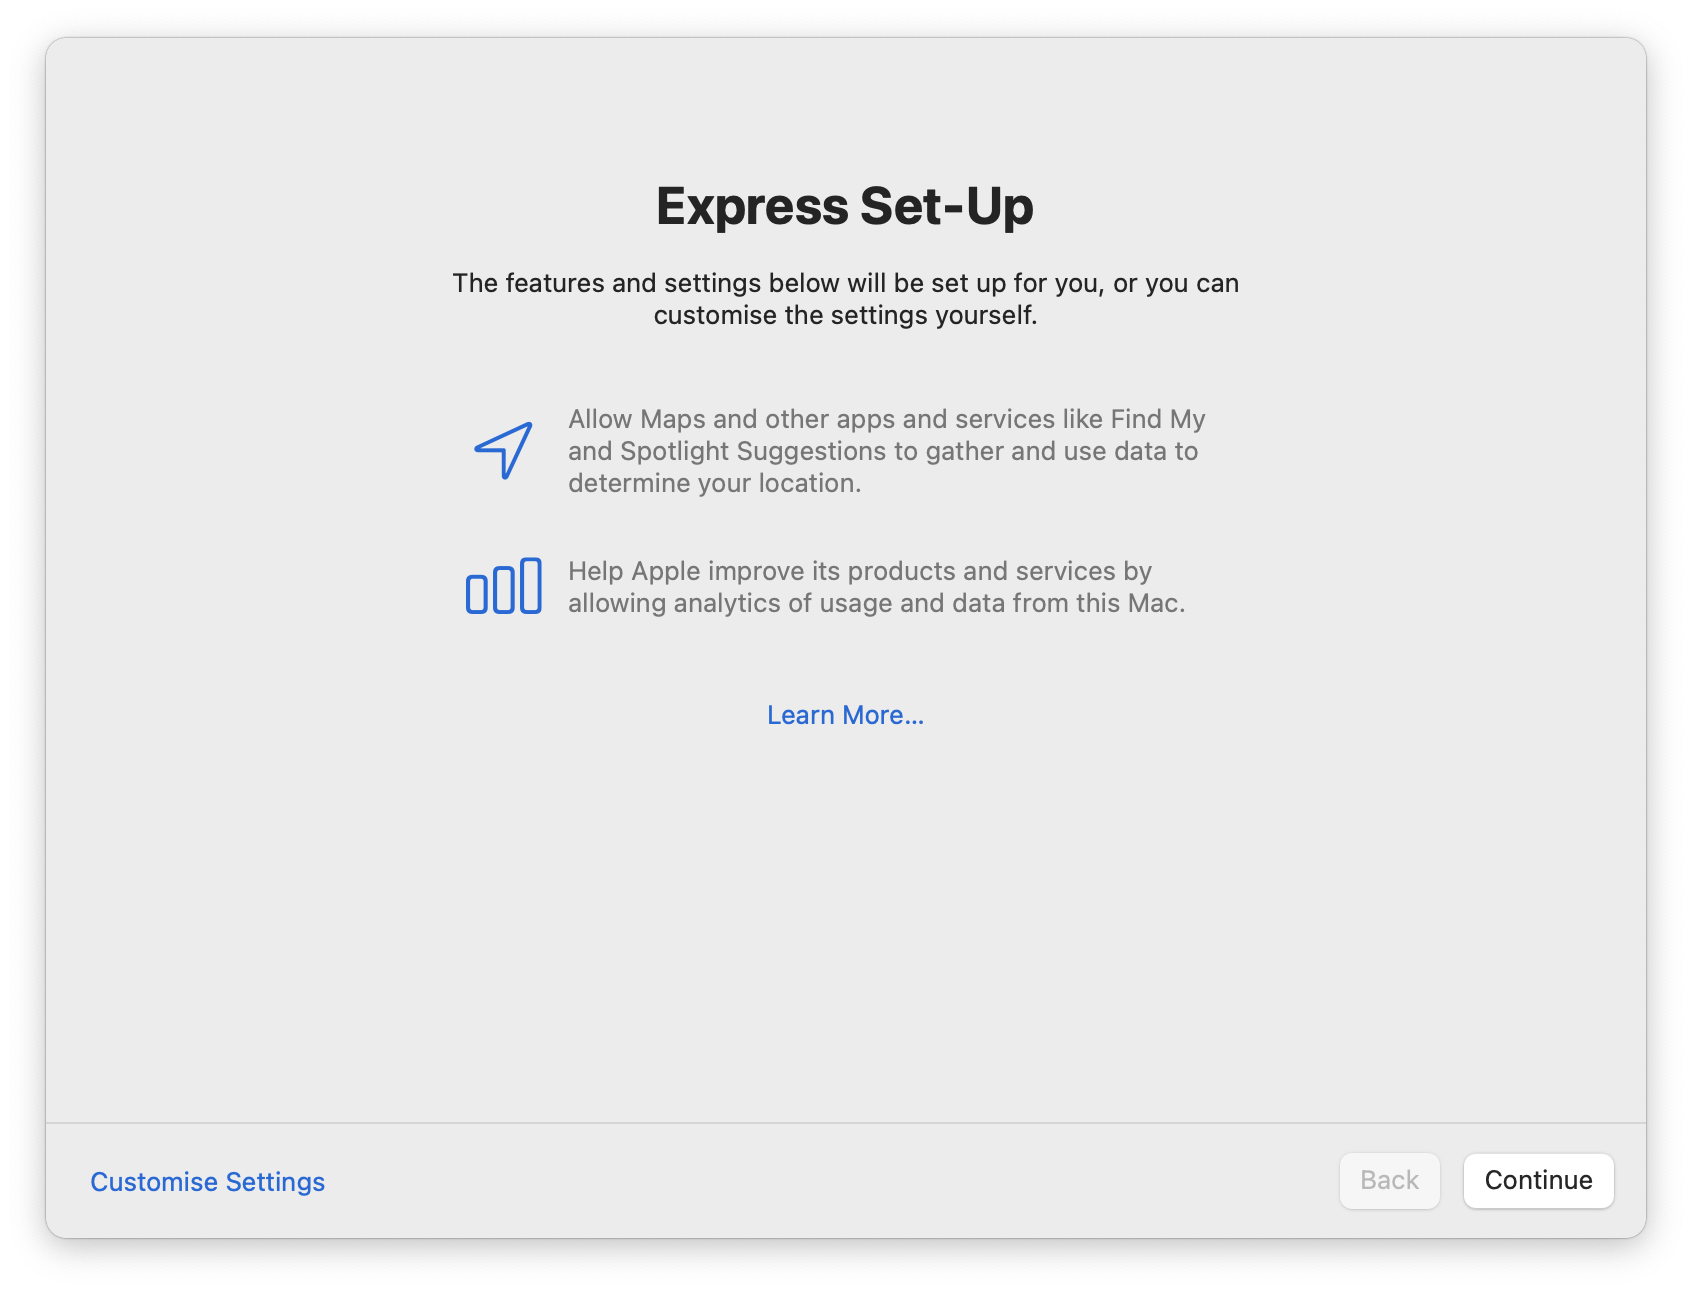 Express Set-Up
The features and settings below will be set up for you, or you can
customise the settings yourself.
Allow Maps and other apps and services like Find My
and Spotlight Suggestions to gather and use data to
determine your location.
Help Apple improve its products and services by
allowing analytics of usage and data from this Mac.
Learn More...
Customise Settings
Back
Continue